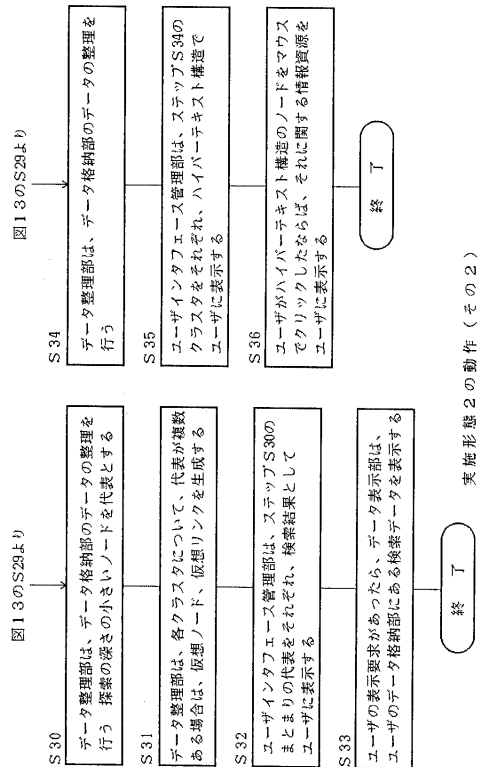 図13のS29より
S30
データ整理部は、データ格納部のデータの整理を
行う　探索の深さの小さいノードを代表とする
S31
データ整理部は、各クラスタについて、代表が複数
ある場合は、仮想ノード、仮想リンクを生成する
S32
ユーザインタフェース管理部は、ステップS30の
まとまりの代表をそれぞれ、検索結果として
ユーザに表示する
S33
ユーザの表示要求があったら、データ表示部は、
ユーザのデータ格納部にある検索データを表示する
終　了
図13のS29より
S34
データ整理部は、データ格納部のデータの整理を
行う
S35
ユーザインタフェース管理部は、ステップS34の
クラスタをそれぞれ、ハイパーテキスト構造で
ユーザに表示する
S36
ユーザがハイパーテキスト構造のノードをマウス
でクリックしたならば、それに関する情報資源を
ユーザに表示する
終　了
実施形態2の動作（その2）